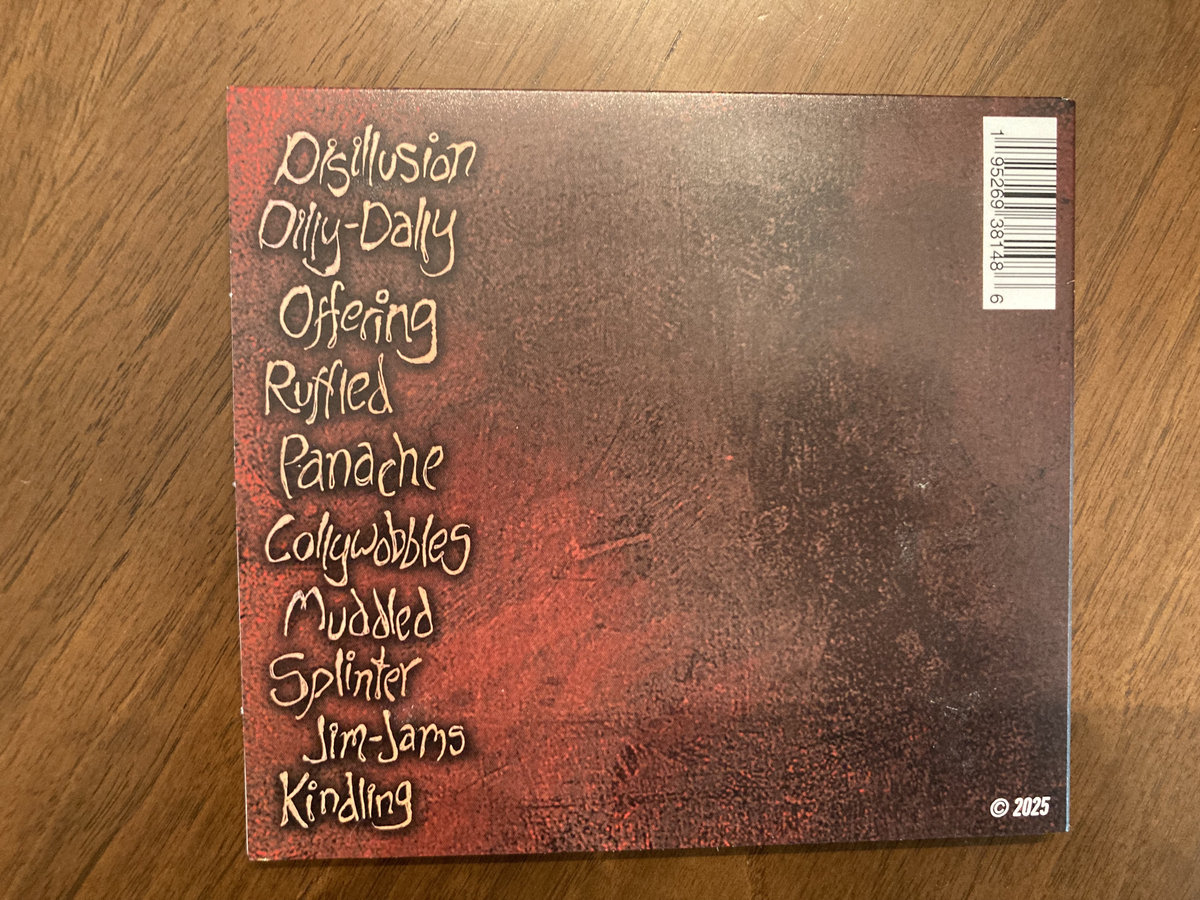 Disillusion
Dilly-Dally
Offering
Ruffled
Panache
Collywobbles
Muddled
Splinter
Jim-Jams
Kindling
1 95269 38148 6
© 2025